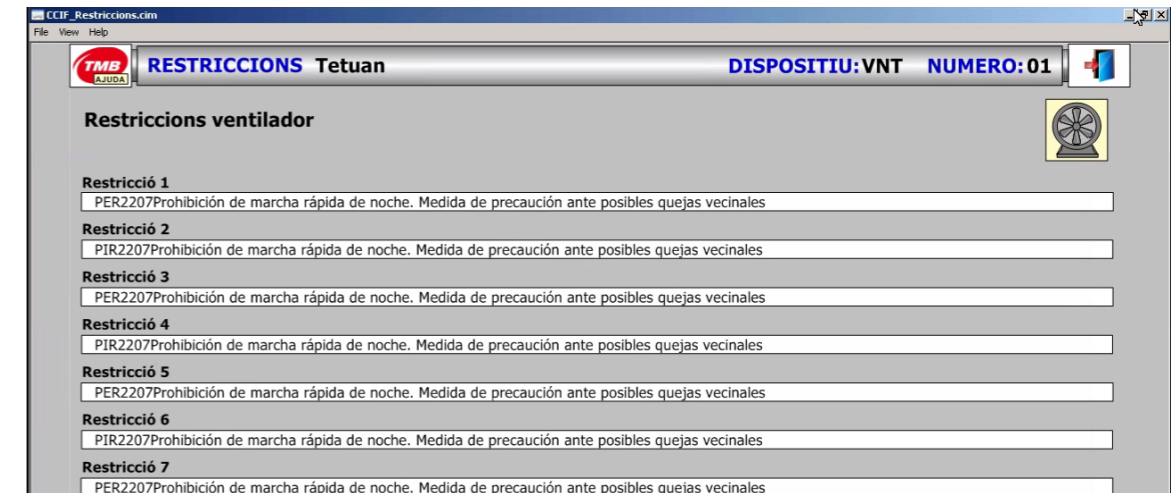 CCIF_Restriccions.cim
File View Help
TMB
AJUDA
RESTRICCIONS Tetuan DISPOSITIU: VNT NUMERO: 01
Restriccions ventilador
Restricció 1
PER2207Prohibición de marcha rápida de noche. Medida de precaución ante posibles quejas vecinales
Restricció 2
PIR2207Prohibición de marcha rápida de noche. Medida de precaución ante posibles quejas vecinales
Restricció 3
PER2207Prohibición de marcha rápida de noche. Medida de precaución ante posibles quejas vecinales
Restricció 4
PIR2207Prohibición de marcha rápida de noche. Medida de precaución ante posibles quejas vecinales
Restricció 5
PER2207Prohibición de marcha rápida de noche. Medida de precaución ante posibles quejas vecinales
Restricció 6
PIR2207Prohibición de marcha rápida de noche. Medida de precaución ante posibles quejas vecinales
Restricció 7
PER2207Prohibición de marcha rápida de noche. Medida de precaución ante posibles quejas vecinales